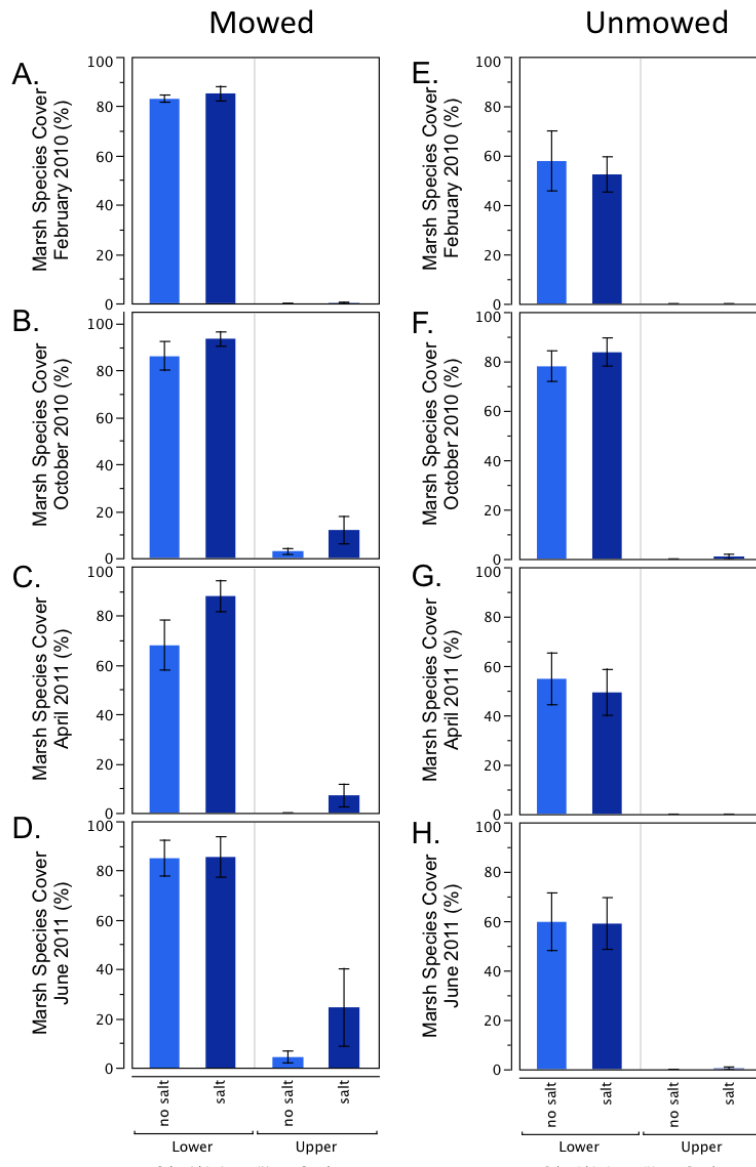 Mowed
Unmowed
A.
Marsh Species Cover
February 2010 (%)
100
80
60
40
20
0
E.
Marsh Species Cover
February 2010 (%)
100
80
60
40
20
0
B.
Marsh Species Cover
October 2010 (%)
100
80
60
40
20
0
F.
Marsh Species Cover
October 2010 (%)
100
80
60
40
20
0
C.
Marsh Species Cover
April 2011 (%)
100
80
60
40
20
0
G.
Marsh Species Cover
April 2011 (%)
100
80
60
40
20
0
D.
Marsh Species Cover
June 2011 (%)
100
80
60
40
20
0
H.
Marsh Species Cover
June 2011 (%)
100
80
60
40
20
0
no salt
salt
no salt
salt
Lower
Upper
no salt
salt
no salt
salt
Lower
Upper